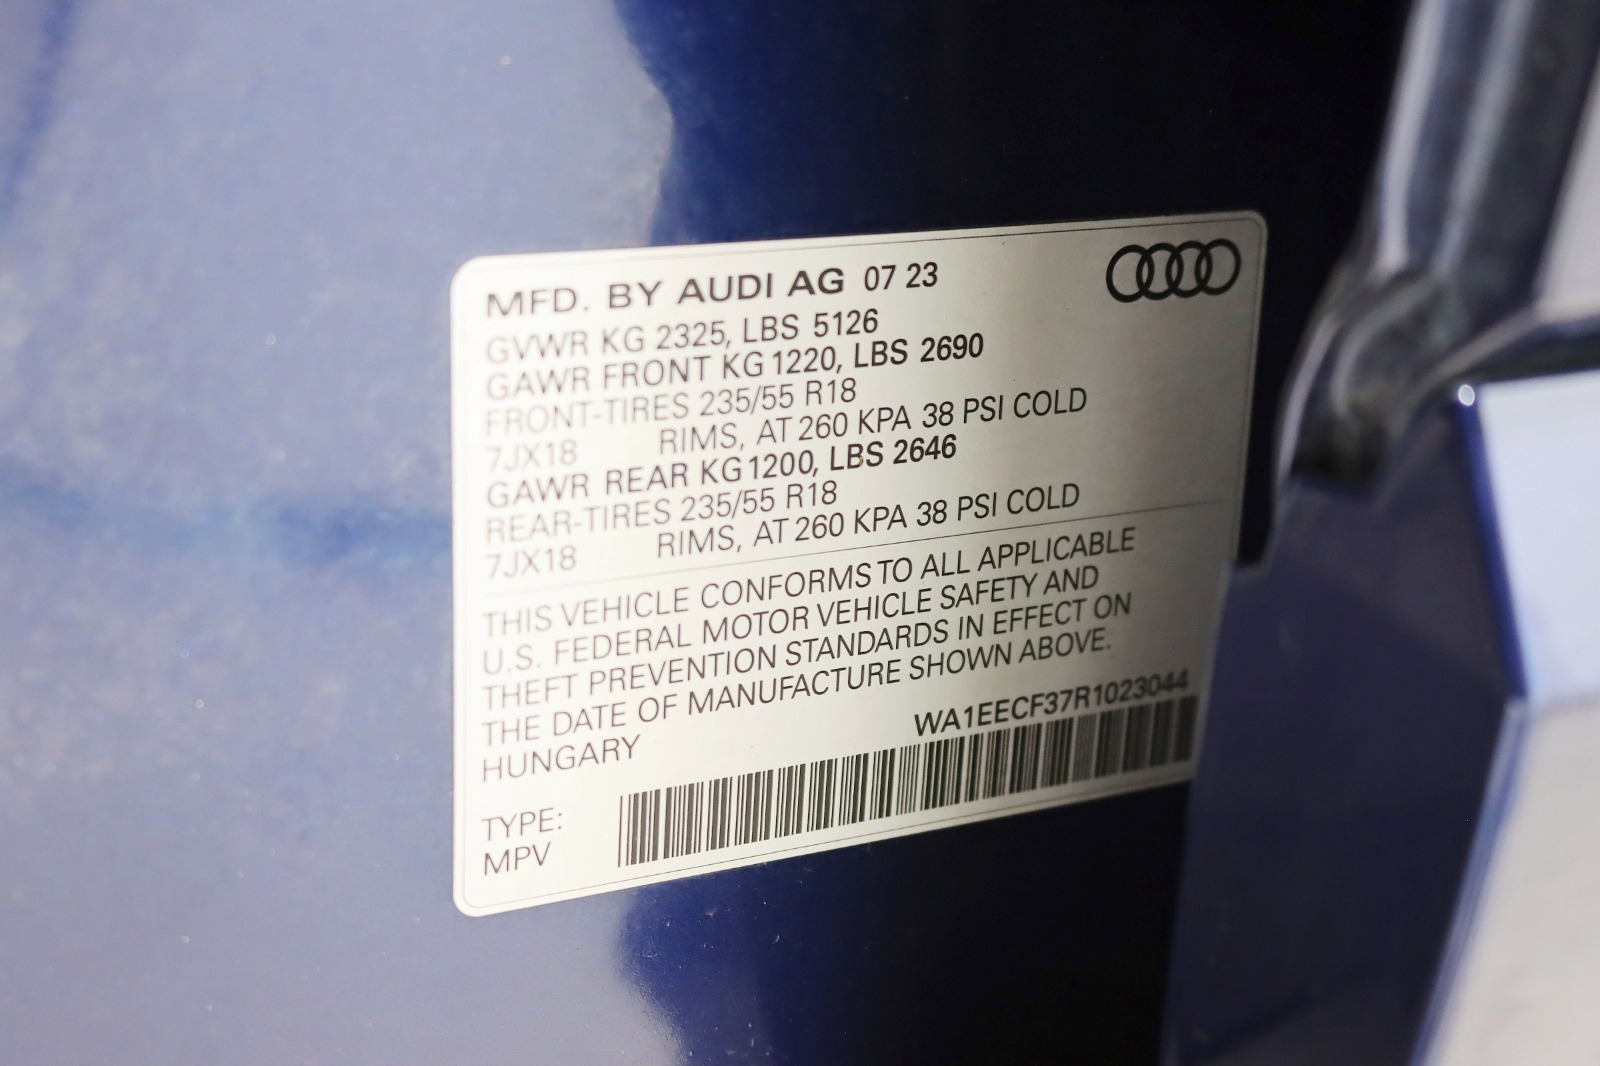 MFD. BY AUDI AG 07 23
GVWR KG 2325, LBS 5126
GAWR FRONT KG 1220, LBS 2690
FRONT-TIRES 235/55 R18
7JX18 RIMS, AT 260 KPA 38 PSI COLD
GAWR REAR KG 1200, LBS 2646
REAR-TIRES 235/55 R18
7JX18 RIMS, AT 260 KPA 38 PSI COLD
THIS VEHICLE CONFORMS TO ALL APPLICABLE
U.S. FEDERAL MOTOR VEHICLE SAFETY AND
THEFT PREVENTION STANDARDS IN EFFECT ON
THE DATE OF MANUFACTURE SHOWN ABOVE.
HUNGARY WA1EECF37R1023044
TYPE:
MPV